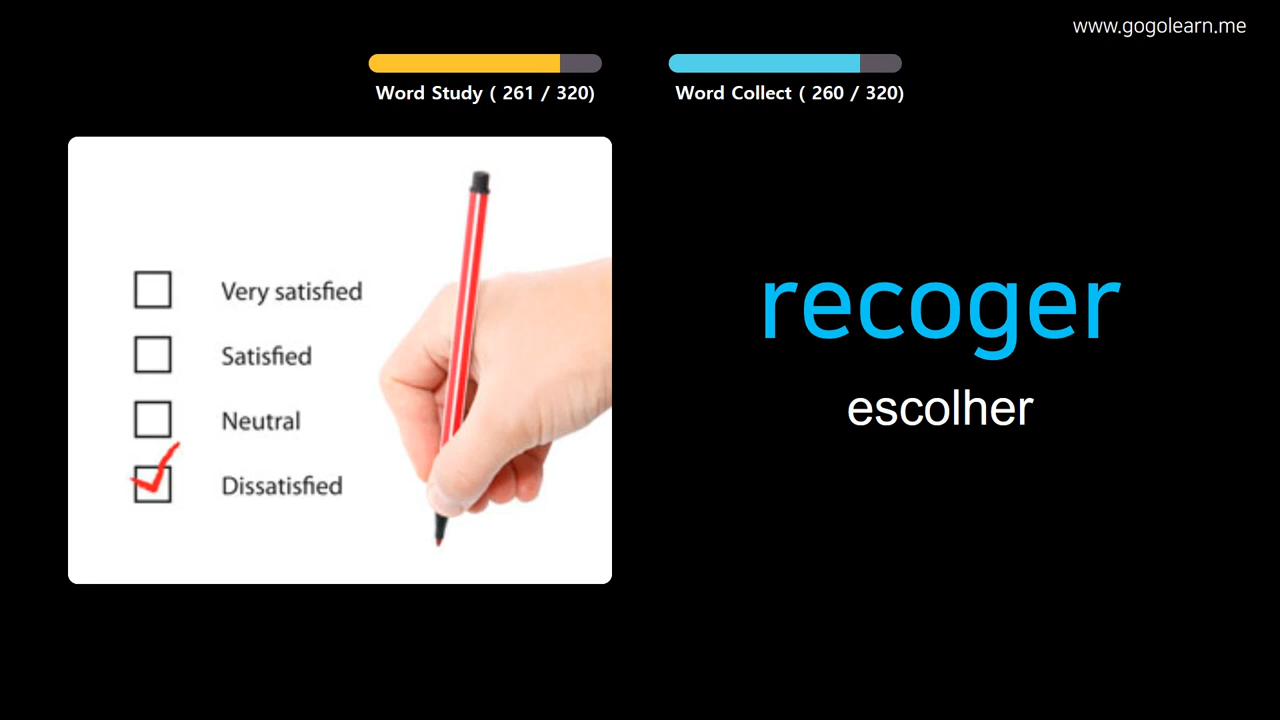 www.gogolearn.me
Word Study ( 261 / 320)
Word Collect ( 260 / 320)
Very satisfied
Satisfied
Neutral
Dissatisfied
recoger
escolher